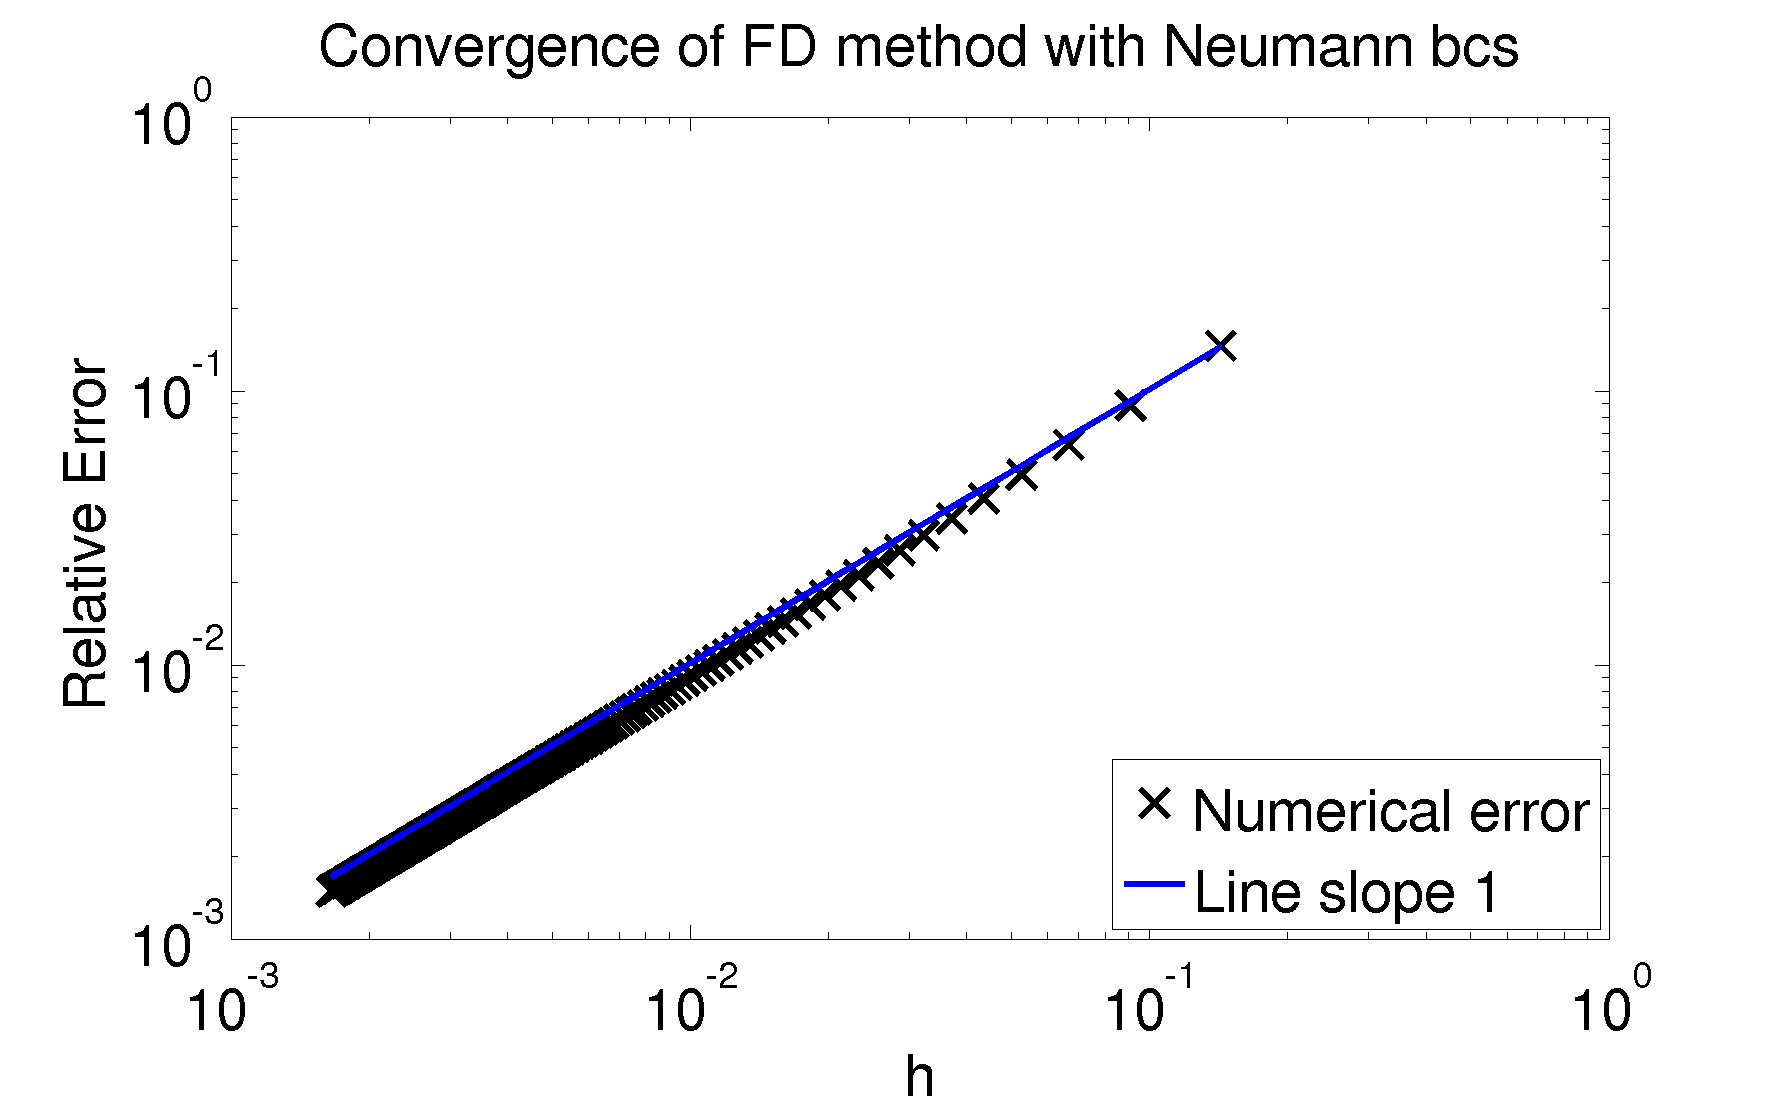 Convergence of FD method with Neumann bcs
10^0
10^-1
10^-2
10^-3
Relative Error
Numerical error
Line slope 1
10^-3 10^-2 10^-1 10^0
h